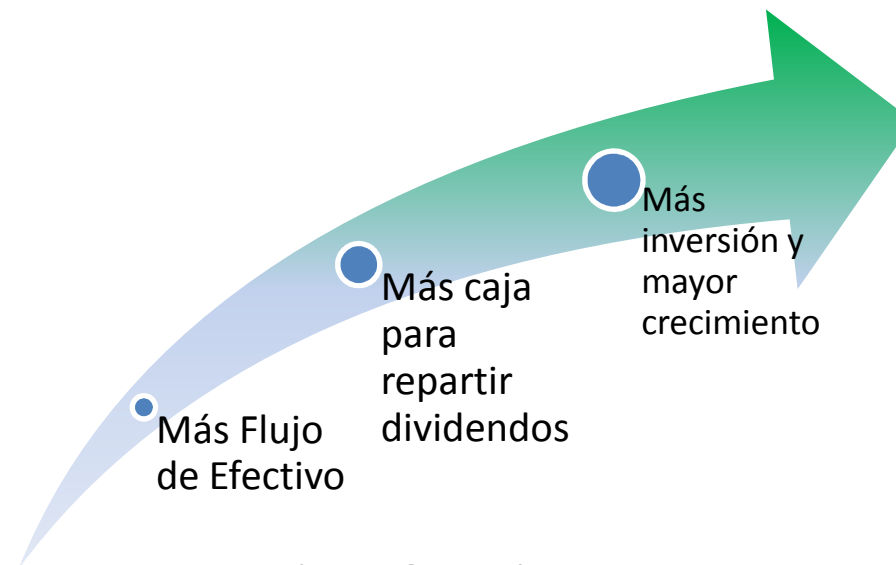 Más Flujo
de Efectivo
Más caja
para
repartir
dividendos
Más
inversión y
mayor
crecimiento